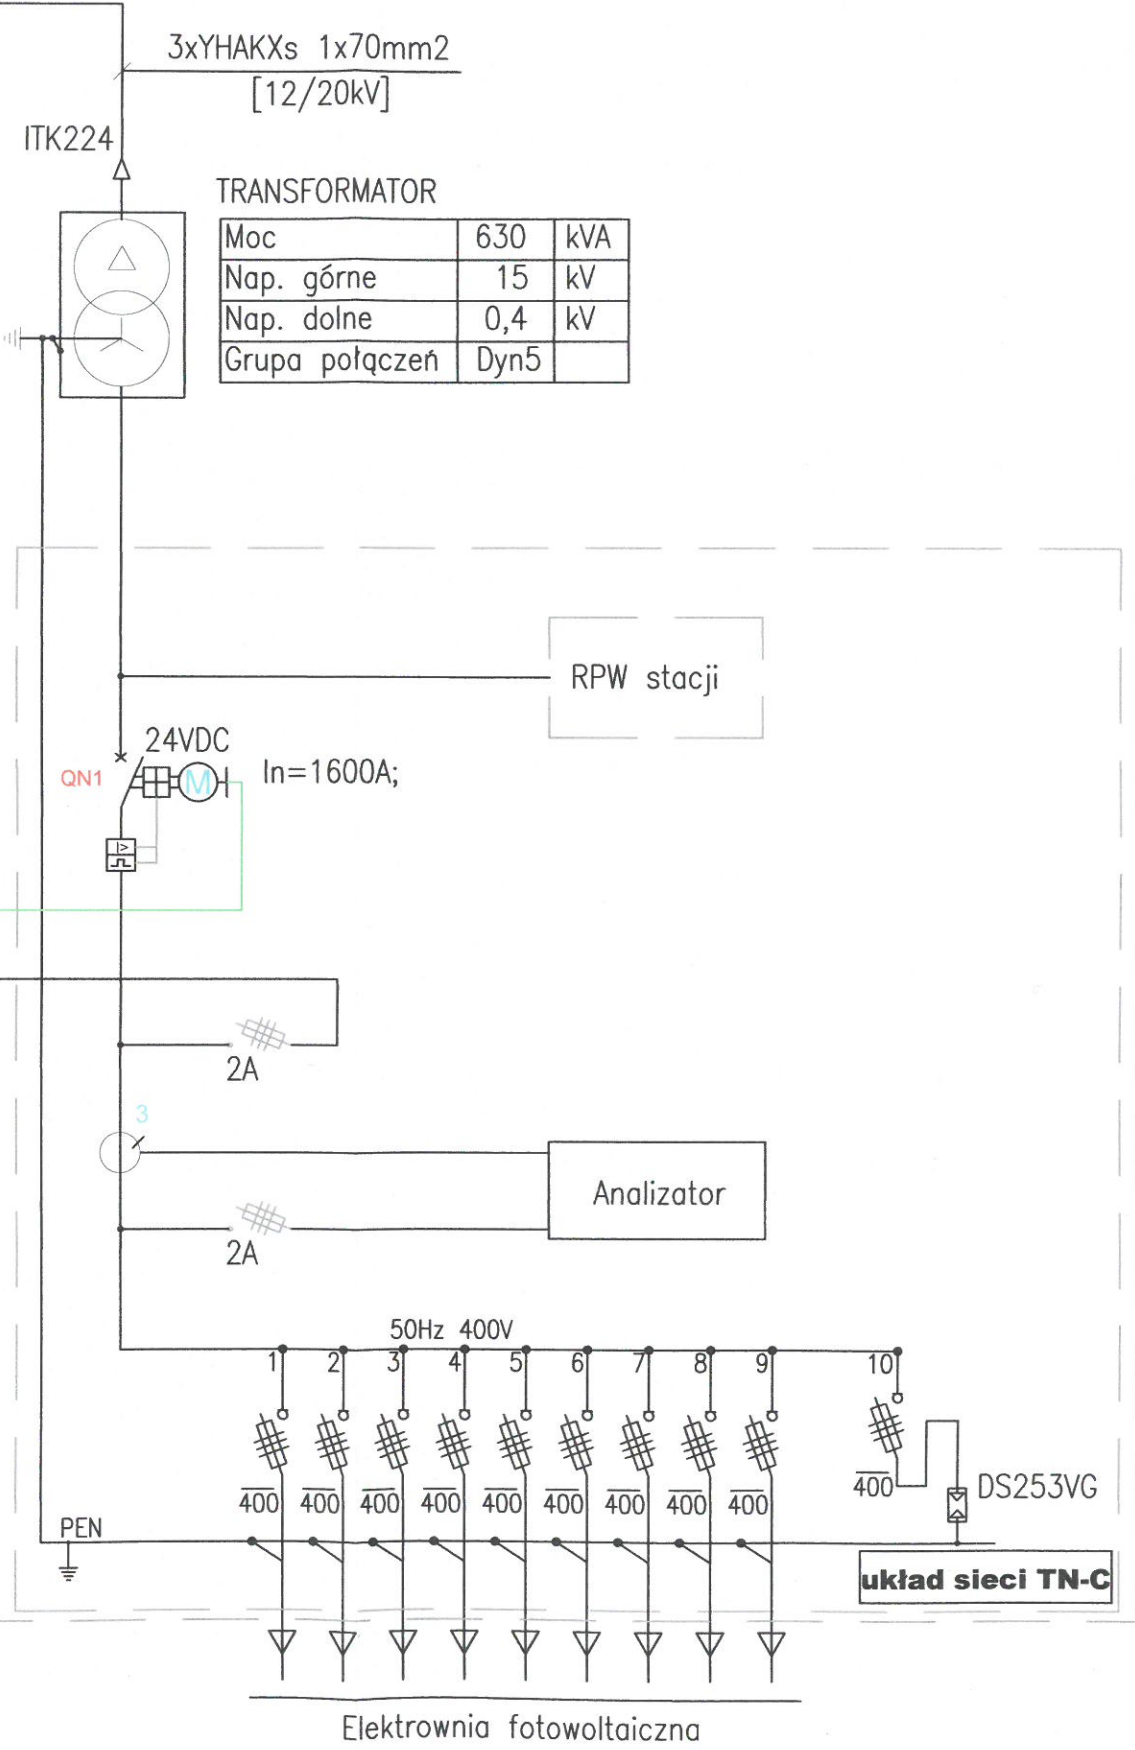 3xYHAKXs 1x70mm2
[12/20kV]
ITK224
TRANSFORMATOR
Moc 630 kVA
Nap. górne 15 kV
Nap. dolne 0,4 kV
Grupa połączeń Dyn5
RPW stacji
24VDC
QN1 M In=1600A;
I>
2A
3
Analizator
2A
50Hz 400V
1 2 3 4 5 6 7 8 9 10
400 400 400 400 400 400 400 400 400 400
DS253VG
PEN
układ sieci TN-C
Elektrownia fotowoltaiczna